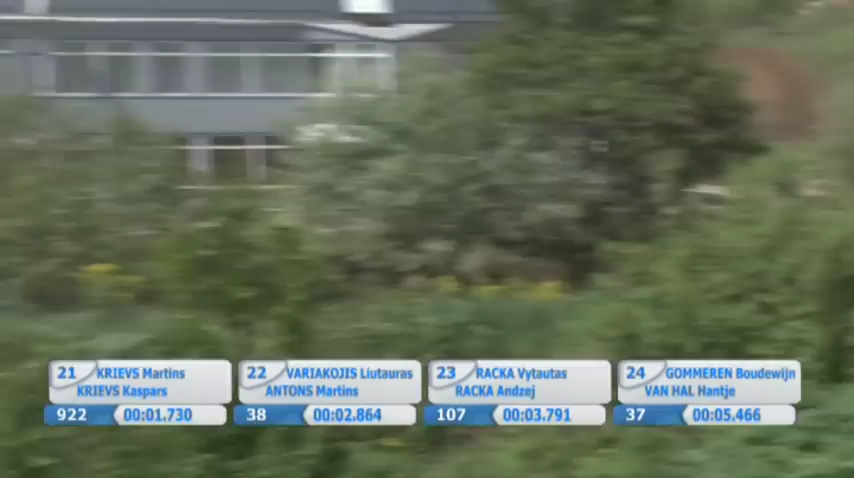 21 KRIEVS Martins
KRIEVS Kaspars
922 00:01.730
22 VARIAKOJIS Liutauras
ANTONS Martins
38 00:02.864
23 RACKA Vytautas
RACKA Andzej
107 00:03.791
24 GOMMEREN Boudewijn
VAN HAL Hantje
37 00:05.466